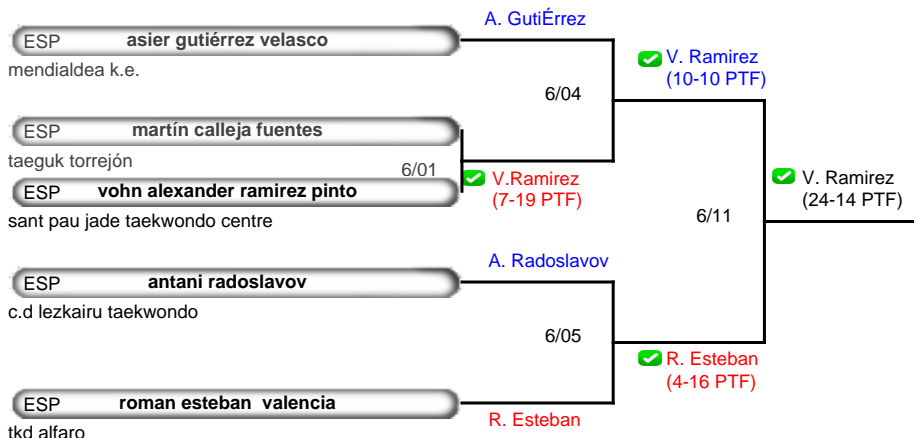 A. GutiÉrrez
ESP asier gutiérrez velasco
mendialdea k.e.
V. Ramirez
(10-10 PTF)
6/04
ESP martín calleja fuentes
taeguk torrejón
6/01
V.Ramirez
(7-19 PTF)
ESP vohn alexander ramirez pinto
sant pau jade taekwondo centre
V. Ramirez
(24-14 PTF)
6/11
A. Radoslavov
ESP antani radoslavov
c.d lezkairu taekwondo
6/05
R. Esteban
(4-16 PTF)
ESP roman esteban valencia
R. Esteban
tkd alfaro